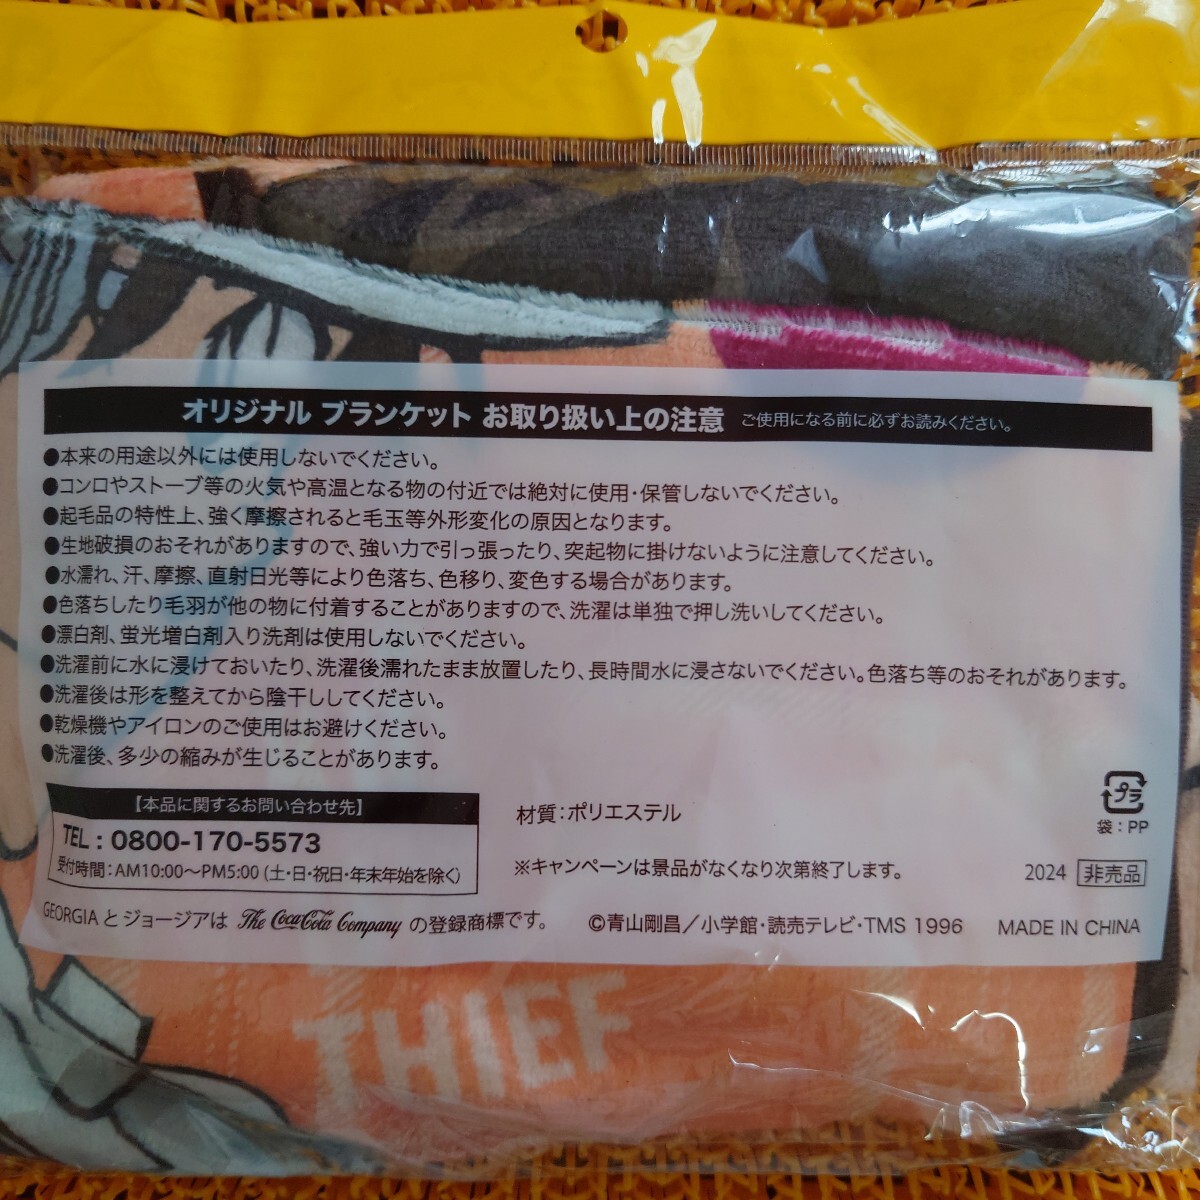 オリジナル ブランケット お取り扱い上の注意 ご使用になる前に必ずお読みください。
●本来の用途以外には使用しないでください。
●コンロやストーブ等の火気や高温となる物の付近では絶対に使用・保管しないでください。
●起毛品の特性上、強く摩擦されると毛玉等外形変化の原因となります。
●生地破損のおそれがありますので、強い力で引っ張ったり、突起物に掛けないように注意してください。
●水濡れ、汗、摩擦、直射日光等により色落ち、色移り、変色する場合があります。
●色落ちしたり毛羽が他の物に付着することがありますので、洗濯は単独で押し洗いしてください。
●漂白剤、蛍光増白剤入り洗剤は使用しないでください。
●洗濯前に水に浸けておいたり、洗濯後濡れたまま放置したり、長時間水に浸さないでください。色落ち等のおそれがあります。
●洗濯後は形を整えてから陰干ししてください。
●乾燥機やアイロンのご使用はお避けください。
●洗濯後、多少の縮みが生じることがあります。
【本品に関するお問い合わせ先】
TEL : 0800-170-5573
受付時間：AM10:00〜PM5:00（土・日・祝日・年末年始を除く）
材質：ポリエステル
プラ
袋：PP
※キャンペーンは景品がなくなり次第終了します。
2024 非売品
GEORGIAとジョージアは The Coca-Cola Company の登録商標です。
©青山剛昌／小学館・読売テレビ・TMS 1996
MADE IN CHINA
THIEF